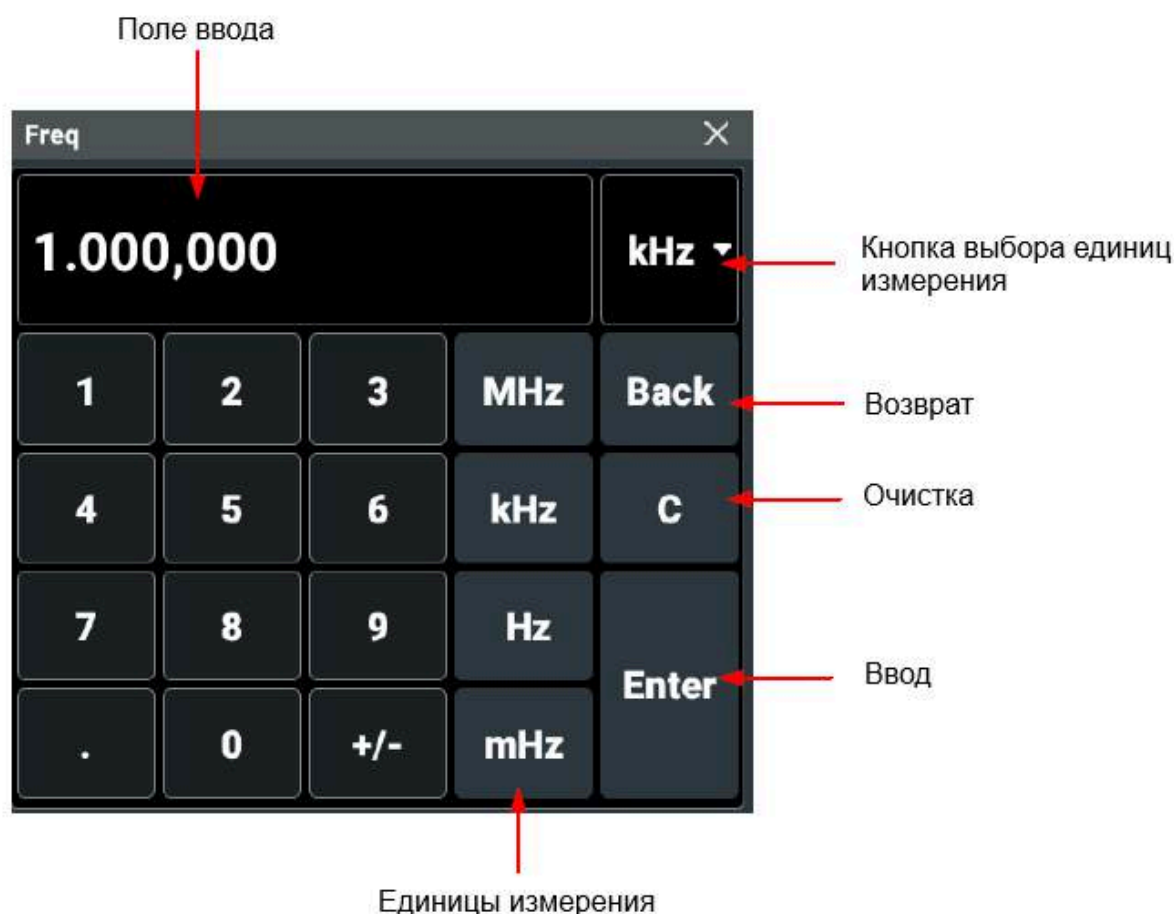 Поле ввода
Freq
1.000,000 kHz
Кнопка выбора единиц
измерения
1 2 3 MHz Back
Возврат
4 5 6 kHz C
Очистка
7 8 9 Hz
Enter
Ввод
. 0 +/- mHz
Единицы измерения